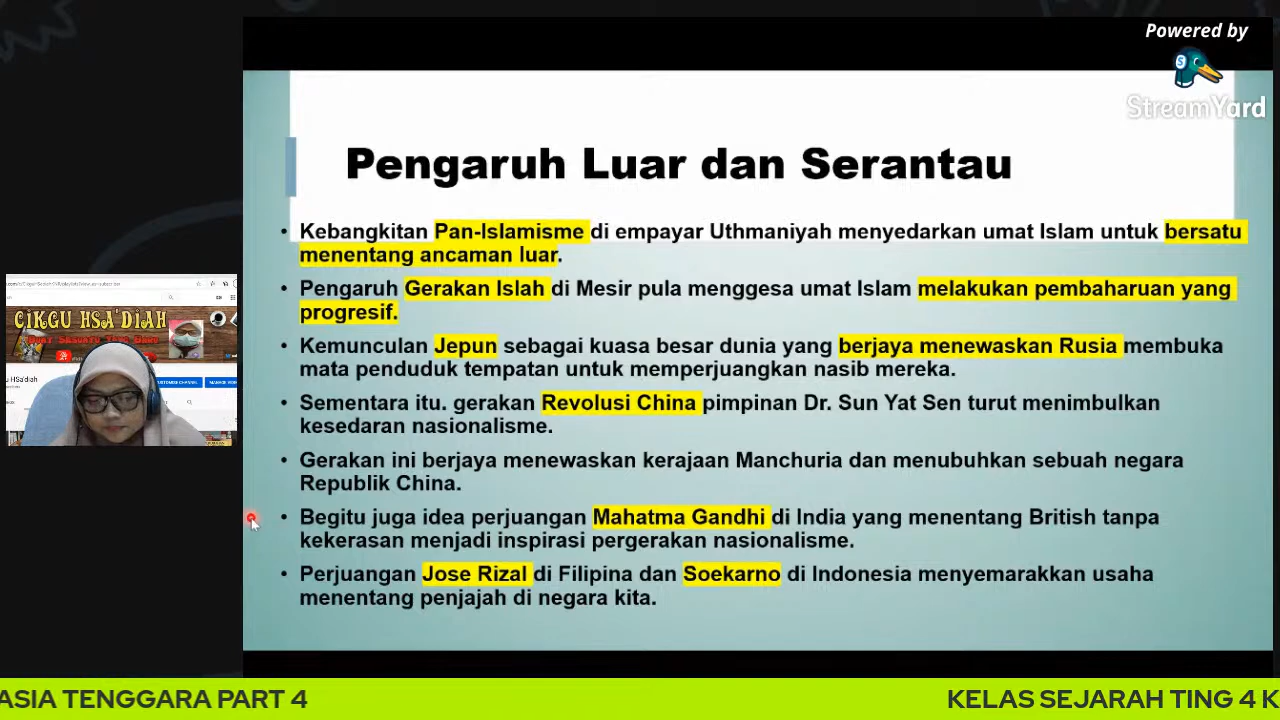 Powered by
StreamYard
Pengaruh Luar dan Serantau
• Kebangkitan Pan-Islamisme di empayar Uthmaniyah menyedarkan umat Islam untuk bersatu
menentang ancaman luar.
• Pengaruh Gerakan Islah di Mesir pula menggesa umat Islam melakukan pembaharuan yang
progresif.
• Kemunculan Jepun sebagai kuasa besar dunia yang berjaya menewaskan Rusia membuka
mata penduduk tempatan untuk memperjuangkan nasib mereka.
• Sementara itu. gerakan Revolusi China pimpinan Dr. Sun Yat Sen turut menimbulkan
kesedaran nasionalisme.
• Gerakan ini berjaya menewaskan kerajaan Manchuria dan menubuhkan sebuah negara
Republik China.
• Begitu juga idea perjuangan Mahatma Gandhi di India yang menentang British tanpa
kekerasan menjadi inspirasi pergerakan nasionalisme.
• Perjuangan Jose Rizal di Filipina dan Soekarno di Indonesia menyemarakkan usaha
menentang penjajah di negara kita.
CIKGU HSA'DIAH
ASIA TENGGARA PART 4
KELAS SEJARAH TING 4 K